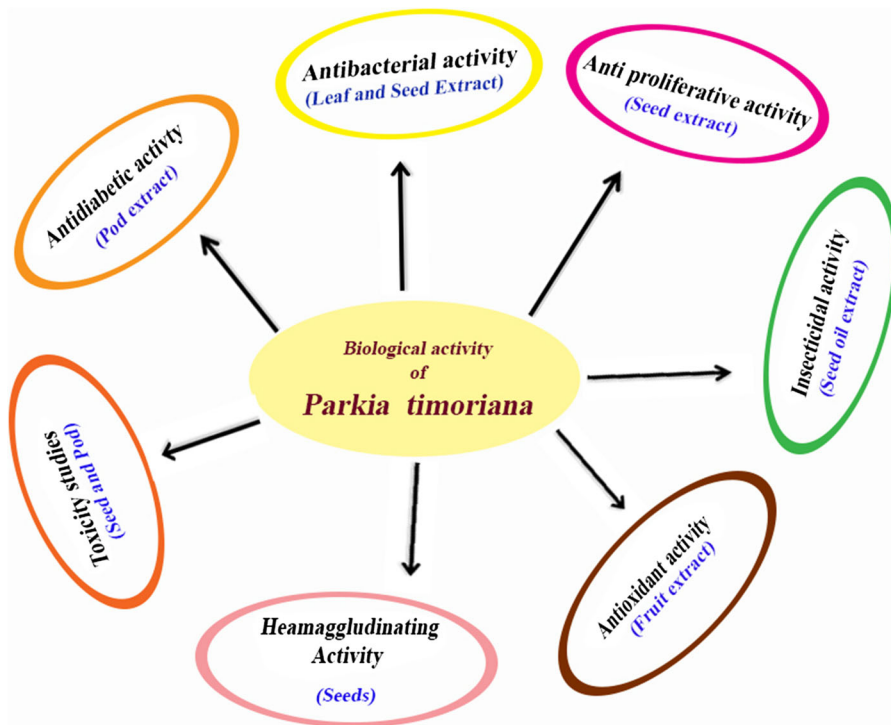 Antibacterial activity
(Leaf and Seed Extract)
Anti proliferative activity
(Seed extract)
Antidiabetic activty
(Pod extract)
Insecticidal activity
(Seed oil extract)
Biological activity
of
Parkia timoriana
Toxicity studies
(Seed and Pod)
Antioxidant activity
(Fruit extract)
Heamaggludinating
Activity
(Seeds)